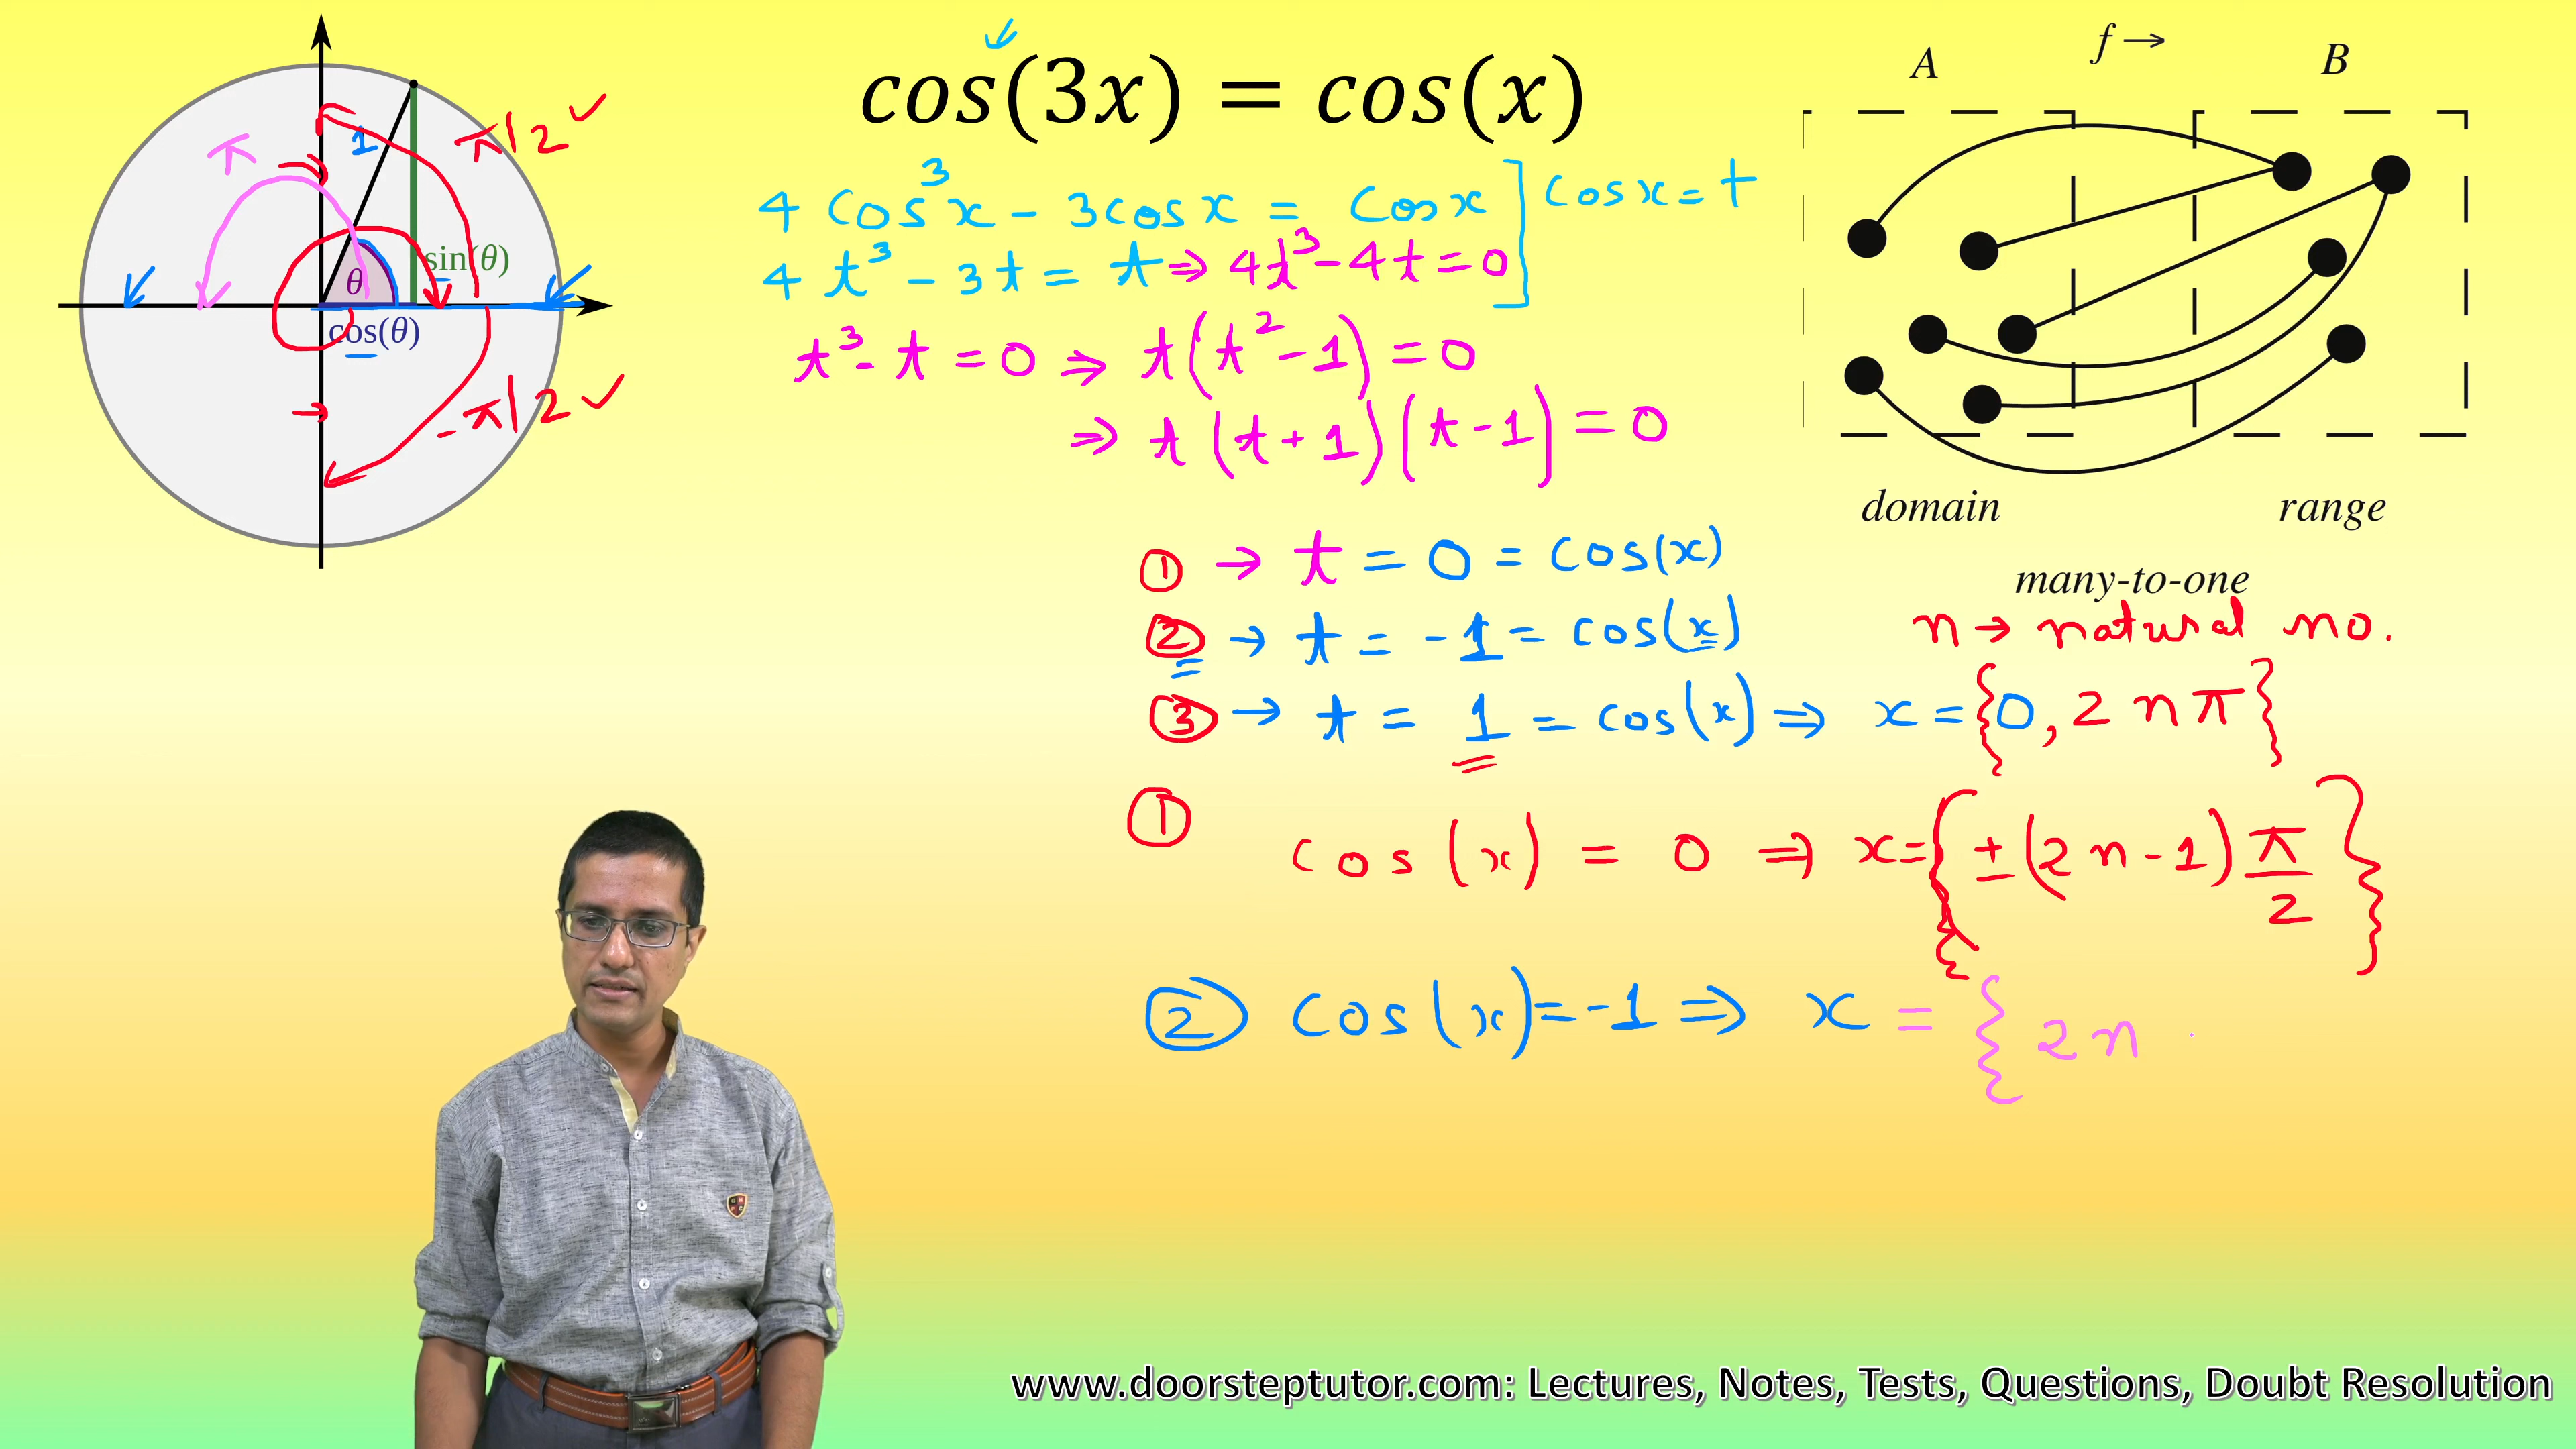 cos(3x) = cos(x)
4 cos³x - 3cosx = cosx ] cosx = t
4 t³ - 3t = t ⇒ 4t³ - 4t = 0
t³ - t = 0 ⇒ t(t² - 1) = 0
⇒ t (t + 1) (t - 1) = 0
① → t = 0 = cos(x)
② → t = -1 = cos(x)
③ → t = 1 = cos(x) ⇒ x = {0, 2nπ}
① cos(x) = 0 ⇒ x = {± (2n - 1) π/2}
② cos(x) = -1 ⇒ x = { 2n
π
1
π/2 ✓
θ
sin(θ)
cos(θ)
-π/2 ✓
A f → B
domain range
many-to-one
n → natural no.
www.doorsteptutor.com: Lectures, Notes, Tests, Questions, Doubt Resolution